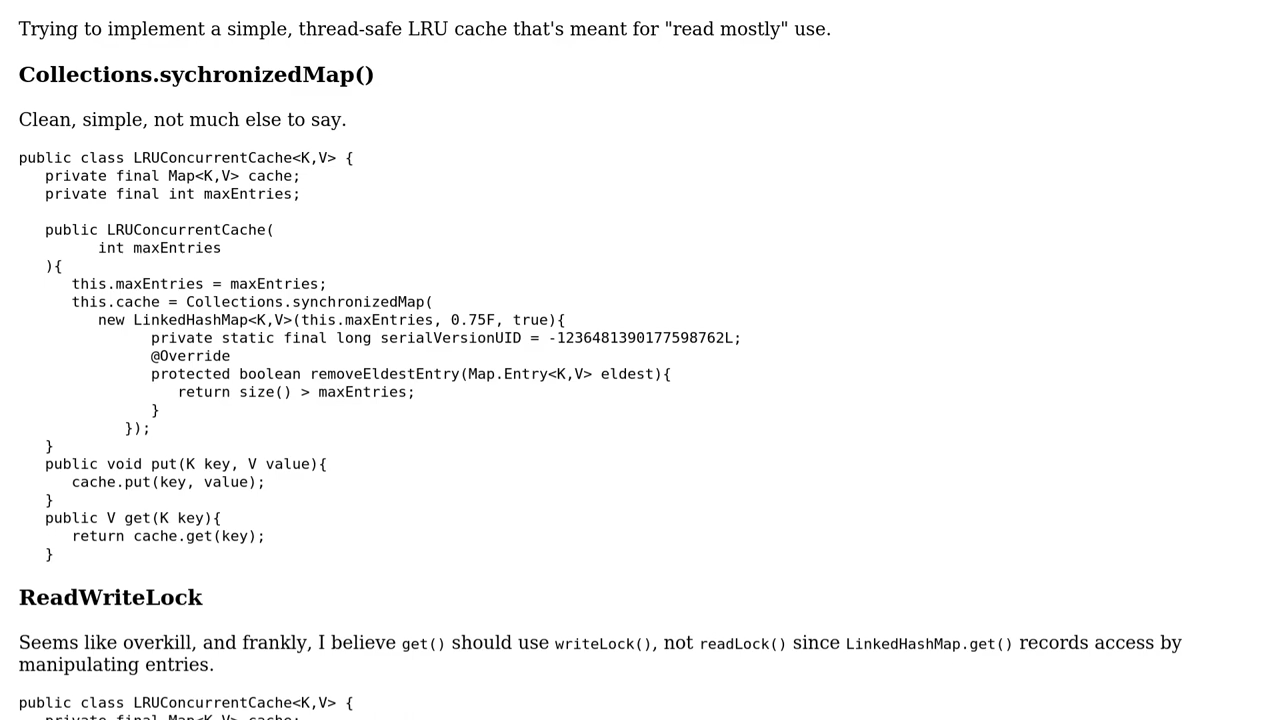 Trying to implement a simple, thread-safe LRU cache that's meant for "read mostly" use.
Collections.sychronizedMap()
Clean, simple, not much else to say.
public class LRUConcurrentCache<K,V> {
   private final Map<K,V> cache;
   private final int maxEntries;

   public LRUConcurrentCache(
         int maxEntries
   ){
      this.maxEntries = maxEntries;
      this.cache = Collections.synchronizedMap(
         new LinkedHashMap<K,V>(this.maxEntries, 0.75F, true){
               private static final long serialVersionUID = -1236481390177598762L;
               @Override
               protected boolean removeEldestEntry(Map.Entry<K,V> eldest){
                  return size() > maxEntries;
               }
            });
   }
   public void put(K key, V value){
      cache.put(key, value);
   }
   public V get(K key){
      return cache.get(key);
   }
ReadWriteLock
Seems like overkill, and frankly, I believe get() should use writeLock(), not readLock() since LinkedHashMap.get() records access by
manipulating entries.
public class LRUConcurrentCache<K,V> {
   private final Map<K,V> cache;